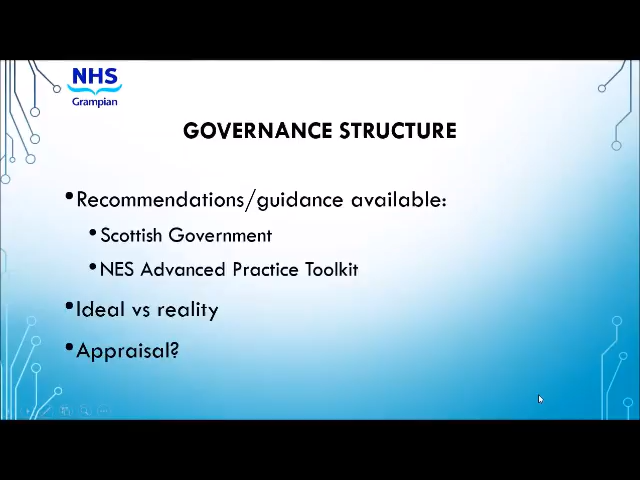 NHS
Grampian
GOVERNANCE STRUCTURE
•Recommendations/guidance available:
•Scottish Government
•NES Advanced Practice Toolkit
•Ideal vs reality
•Appraisal?